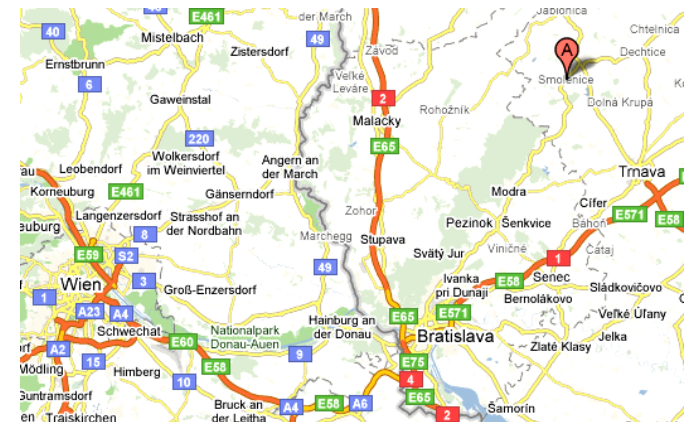 E461
der March
Jablonica
40
Mistelbach
49
Zavod
Chtelnica
Zistersdorf
A
Dechtice
Ernstbrunn
6
Veľké
Leváre
Smolenice
Gaweinstal
2
Rohožník
Dolná Krupá
Malacky
220
E65
Wolkersdorf
im Weinviertel
Angern an
der March
Leobendorf
Trnava
Korneuburg
E461
Gänserndorf
Modra
Cífer
Langenzersdorf
Strasshof an
der Nordbahn
Zohor
E571
E58
8
Marchegg
Stupava
Pezinok
Šenkvice
Báhoň
E59
S2
Svätý Jur
Viničné
Čataj
1
49
3
Wien
Groß-Enzersdorf
Ivanka
pri Dunaji
E58
Senec
Sládkovičovo
1
Bernolákovo
A23
A4
E65
E571
Veľké Úľany
Schwechat
Nationalpark
Donau-Auen
Hainburg an
der Donau
Bratislava
Jelka
E60
A2
9
Zlaté Klasy
15
E58
E75
Mödling
Himberg
10
4
Guntramsdorf
E65
A4
E58
A6
Bruck an
der Leitha
2
Šamorín
Traiskirchen